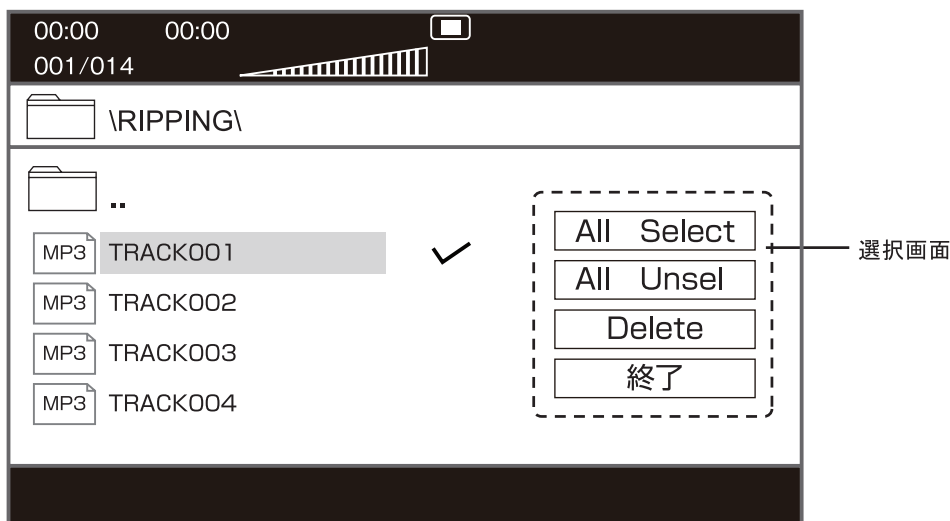 00:00 00:00
001/014
\RIPPING\
..
MP3 TRACK001
MP3 TRACK002
MP3 TRACK003
MP3 TRACK004
All Select
All Unsel
Delete
終了
選択画面